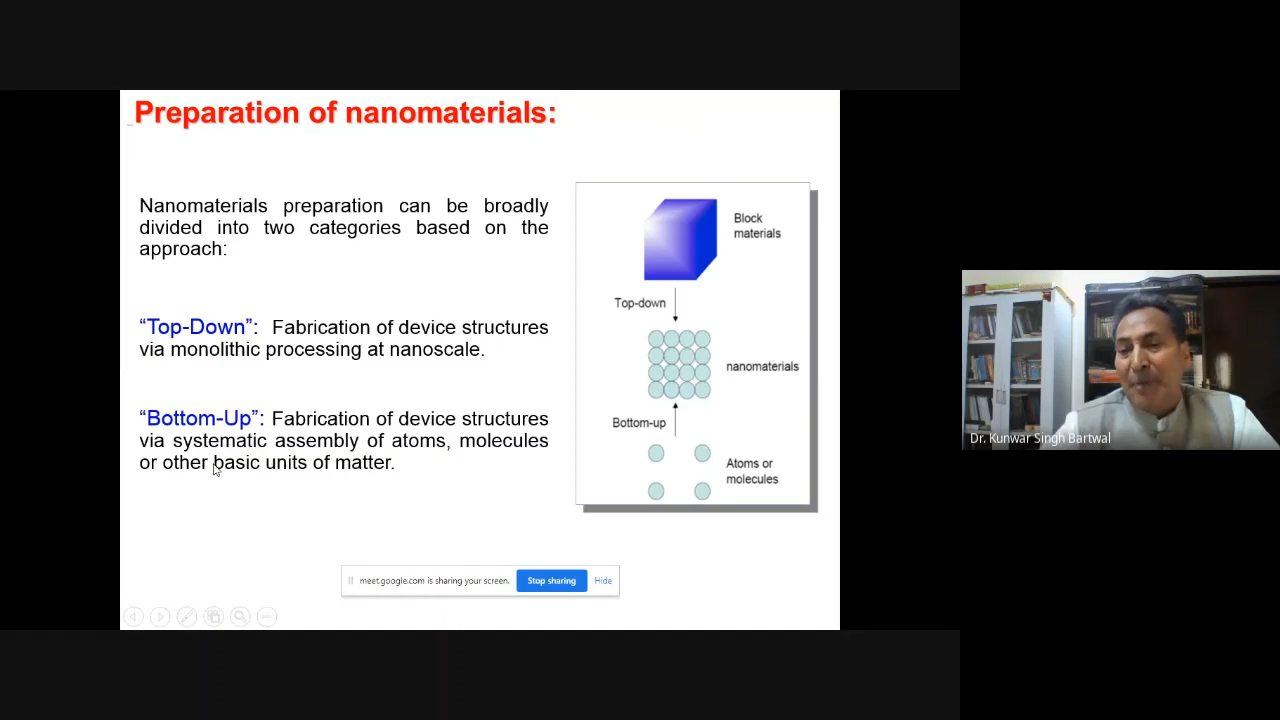 Preparation of nanomaterials:
Nanomaterials preparation can be broadly
divided into two categories based on the
approach:
“Top-Down”: Fabrication of device structures
via monolithic processing at nanoscale.
“Bottom-Up”: Fabrication of device structures
via systematic assembly of atoms, molecules
or other basic units of matter.
Block
materials
Top-down
nanomaterials
Bottom-up
Atoms or
molecules
meet.google.com is sharing your screen. Stop sharing Hide
Dr. Kunwar Singh Bartwal